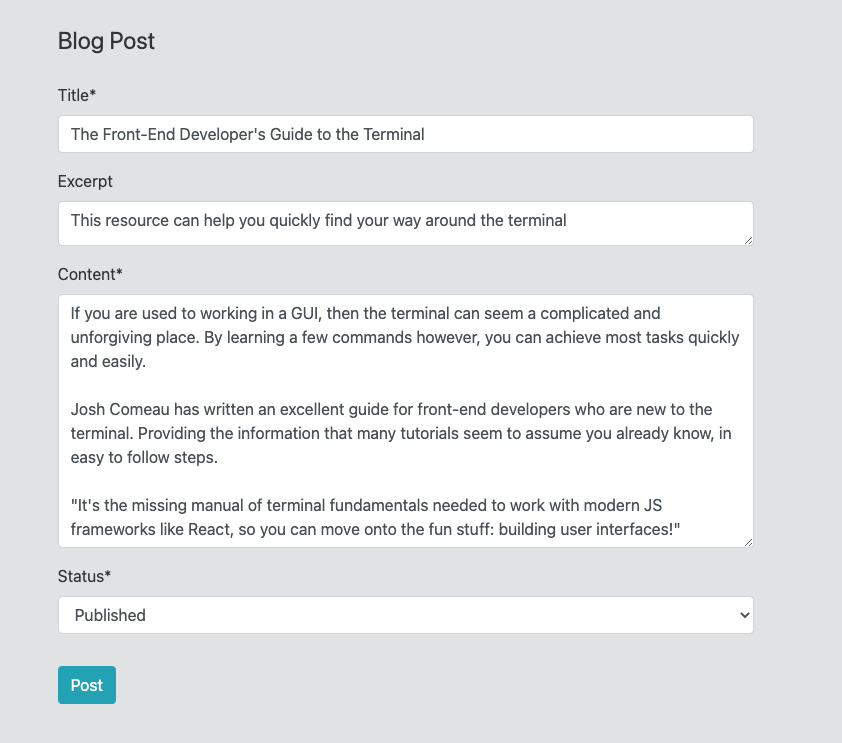 Blog Post
Title*
The Front-End Developer's Guide to the Terminal
Excerpt
This resource can help you quickly find your way around the terminal
Content*
If you are used to working in a GUI, then the terminal can seem a complicated and
unforgiving place. By learning a few commands however, you can achieve most tasks quickly
and easily.
Josh Comeau has written an excellent guide for front-end developers who are new to the
terminal. Providing the information that many tutorials seem to assume you already know, in
easy to follow steps.
"It's the missing manual of terminal fundamentals needed to work with modern JS
frameworks like React, so you can move onto the fun stuff: building user interfaces!"
Status*
Published
Post